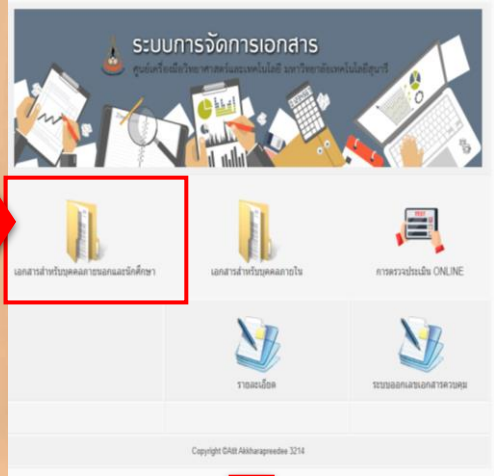 ระบบการจัดการเอกสาร
ศูนย์เครื่องมือวิทยาศาสตร์และเทคโนโลยี มหาวิทยาลัยเทคโนโลยีสุรนารี
เอกสารสำหรับบุคคลภายนอกและนักศึกษา
เอกสารสำหรับบุคคลภายใน
TEST
การตรวจประเมิน ONLINE
รายละเอียด
ระบบออกเลขเอกสารควบคุม
Copyright ©Atit Akkharapreedee 3214